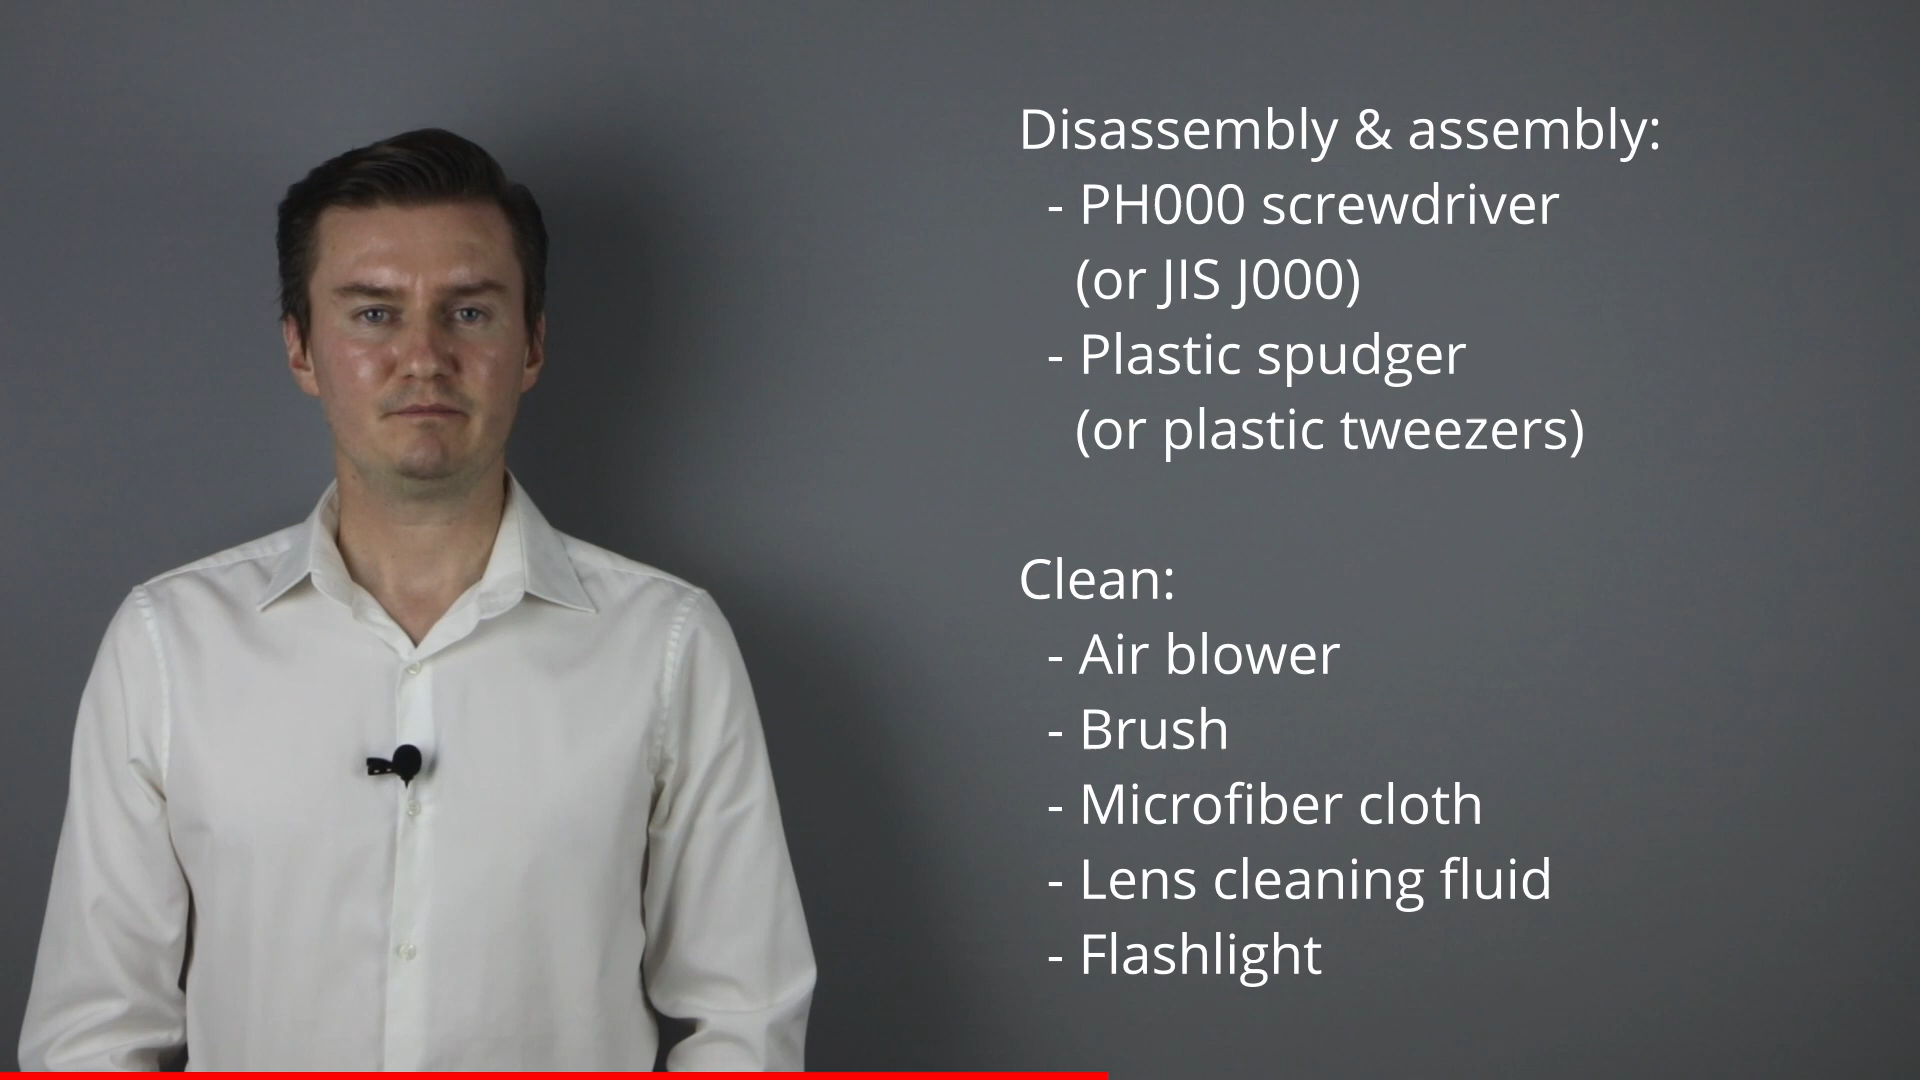 Disassembly & assembly:
- PH000 screwdriver
(or JIS J000)
- Plastic spudger
(or plastic tweezers)
Clean:
- Air blower
- Brush
- Microfiber cloth
- Lens cleaning fluid
- Flashlight